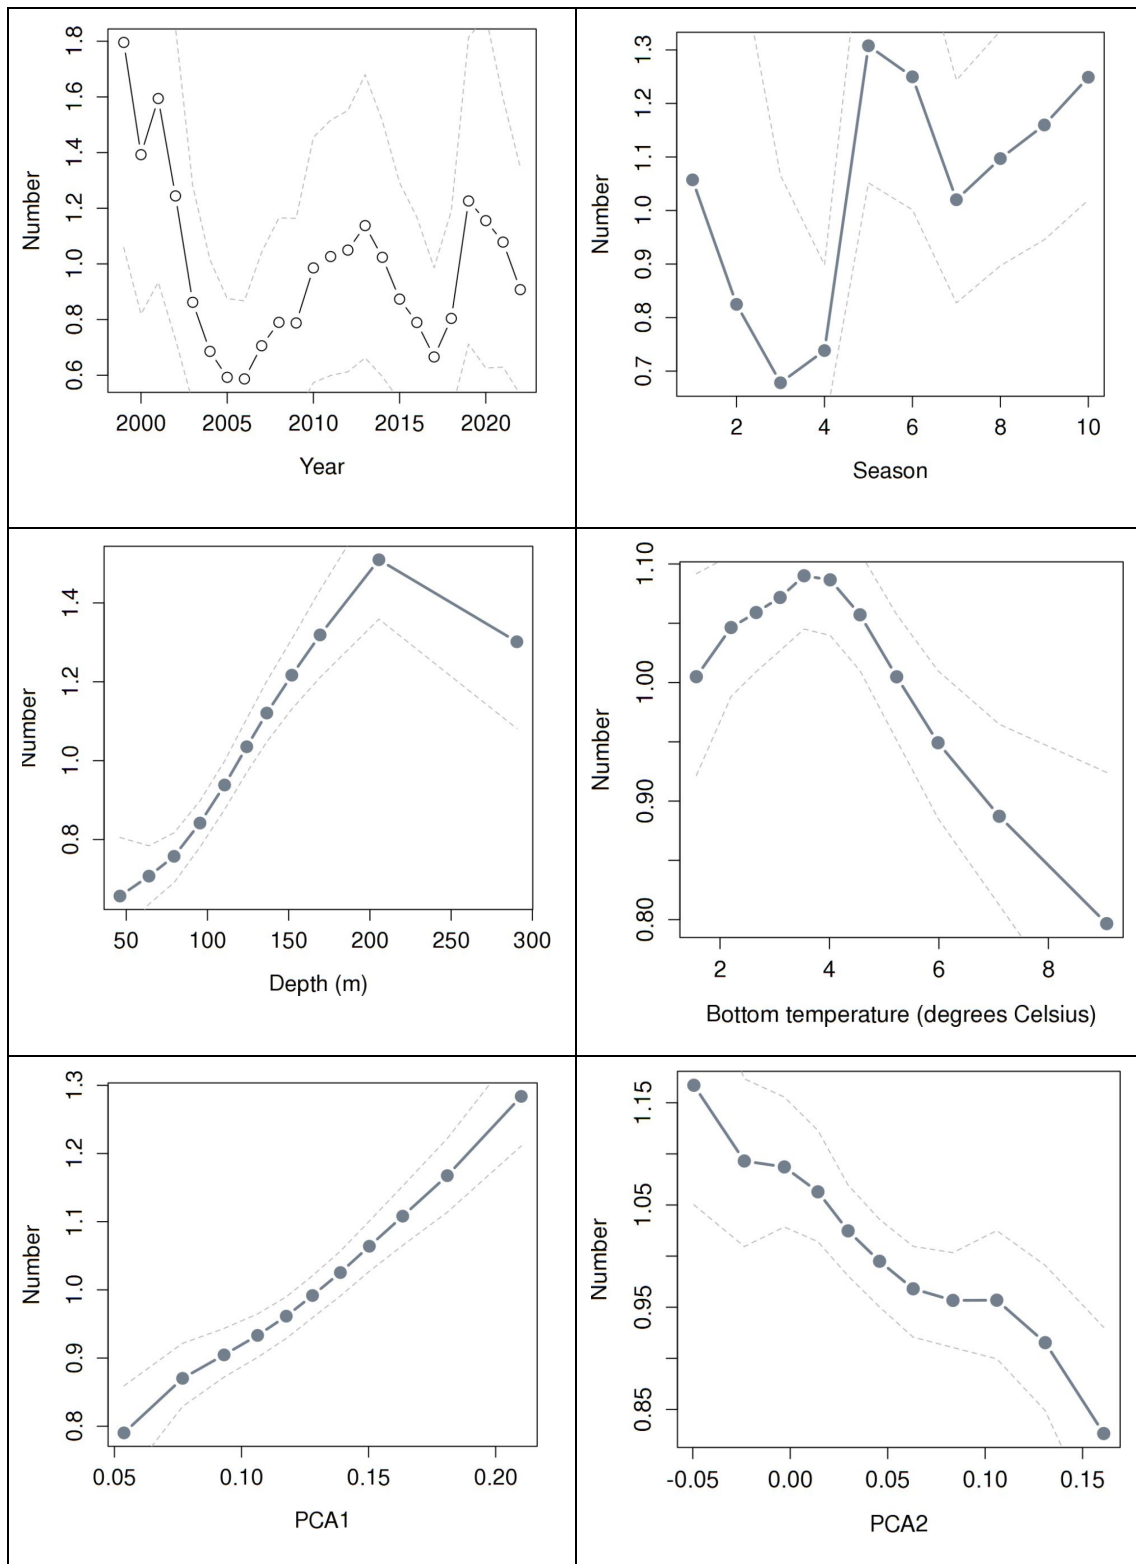 Number
1.8
1.6
1.4
1.2
1.0
0.8
0.6
2000 2005 2010 2015 2020
Year
Number
1.3
1.2
1.1
1.0
0.9
0.8
0.7
2 4 6 8 10
Season
Number
1.4
1.2
1.0
0.8
50 100 150 200 250 300
Depth (m)
Number
1.10
1.00
0.90
0.80
2 4 6 8
Bottom temperature (degrees Celsius)
Number
1.3
1.2
1.1
1.0
0.9
0.8
0.05 0.10 0.15 0.20
PCA1
Number
1.15
1.05
0.95
0.85
-0.05 0.00 0.05 0.10 0.15
PCA2